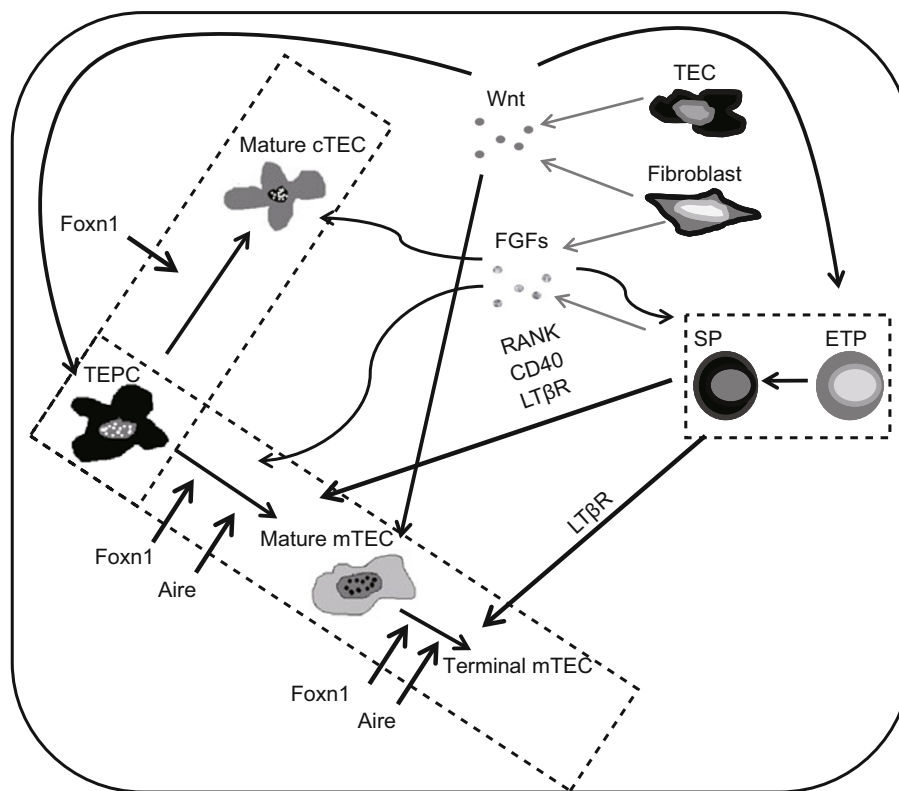 TEC
Wnt
Mature cTEC
Fibroblast
Foxn1
FGFs
RANK
CD40
LTβR
SP
ETP
TEPC
LTβR
Mature mTEC
Foxn1
Aire
Terminal mTEC
Foxn1
Aire